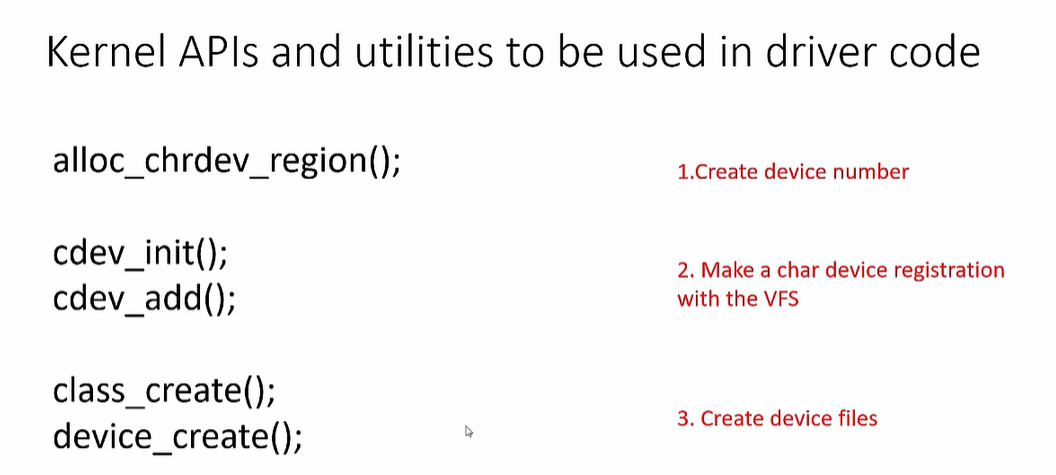 Kernel APIs and utilities to be used in driver code
alloc_chrdev_region();
1.Create device number
cdev_init();
cdev_add();
2. Make a char device registration
with the VFS
class_create();
device_create();
3. Create device files